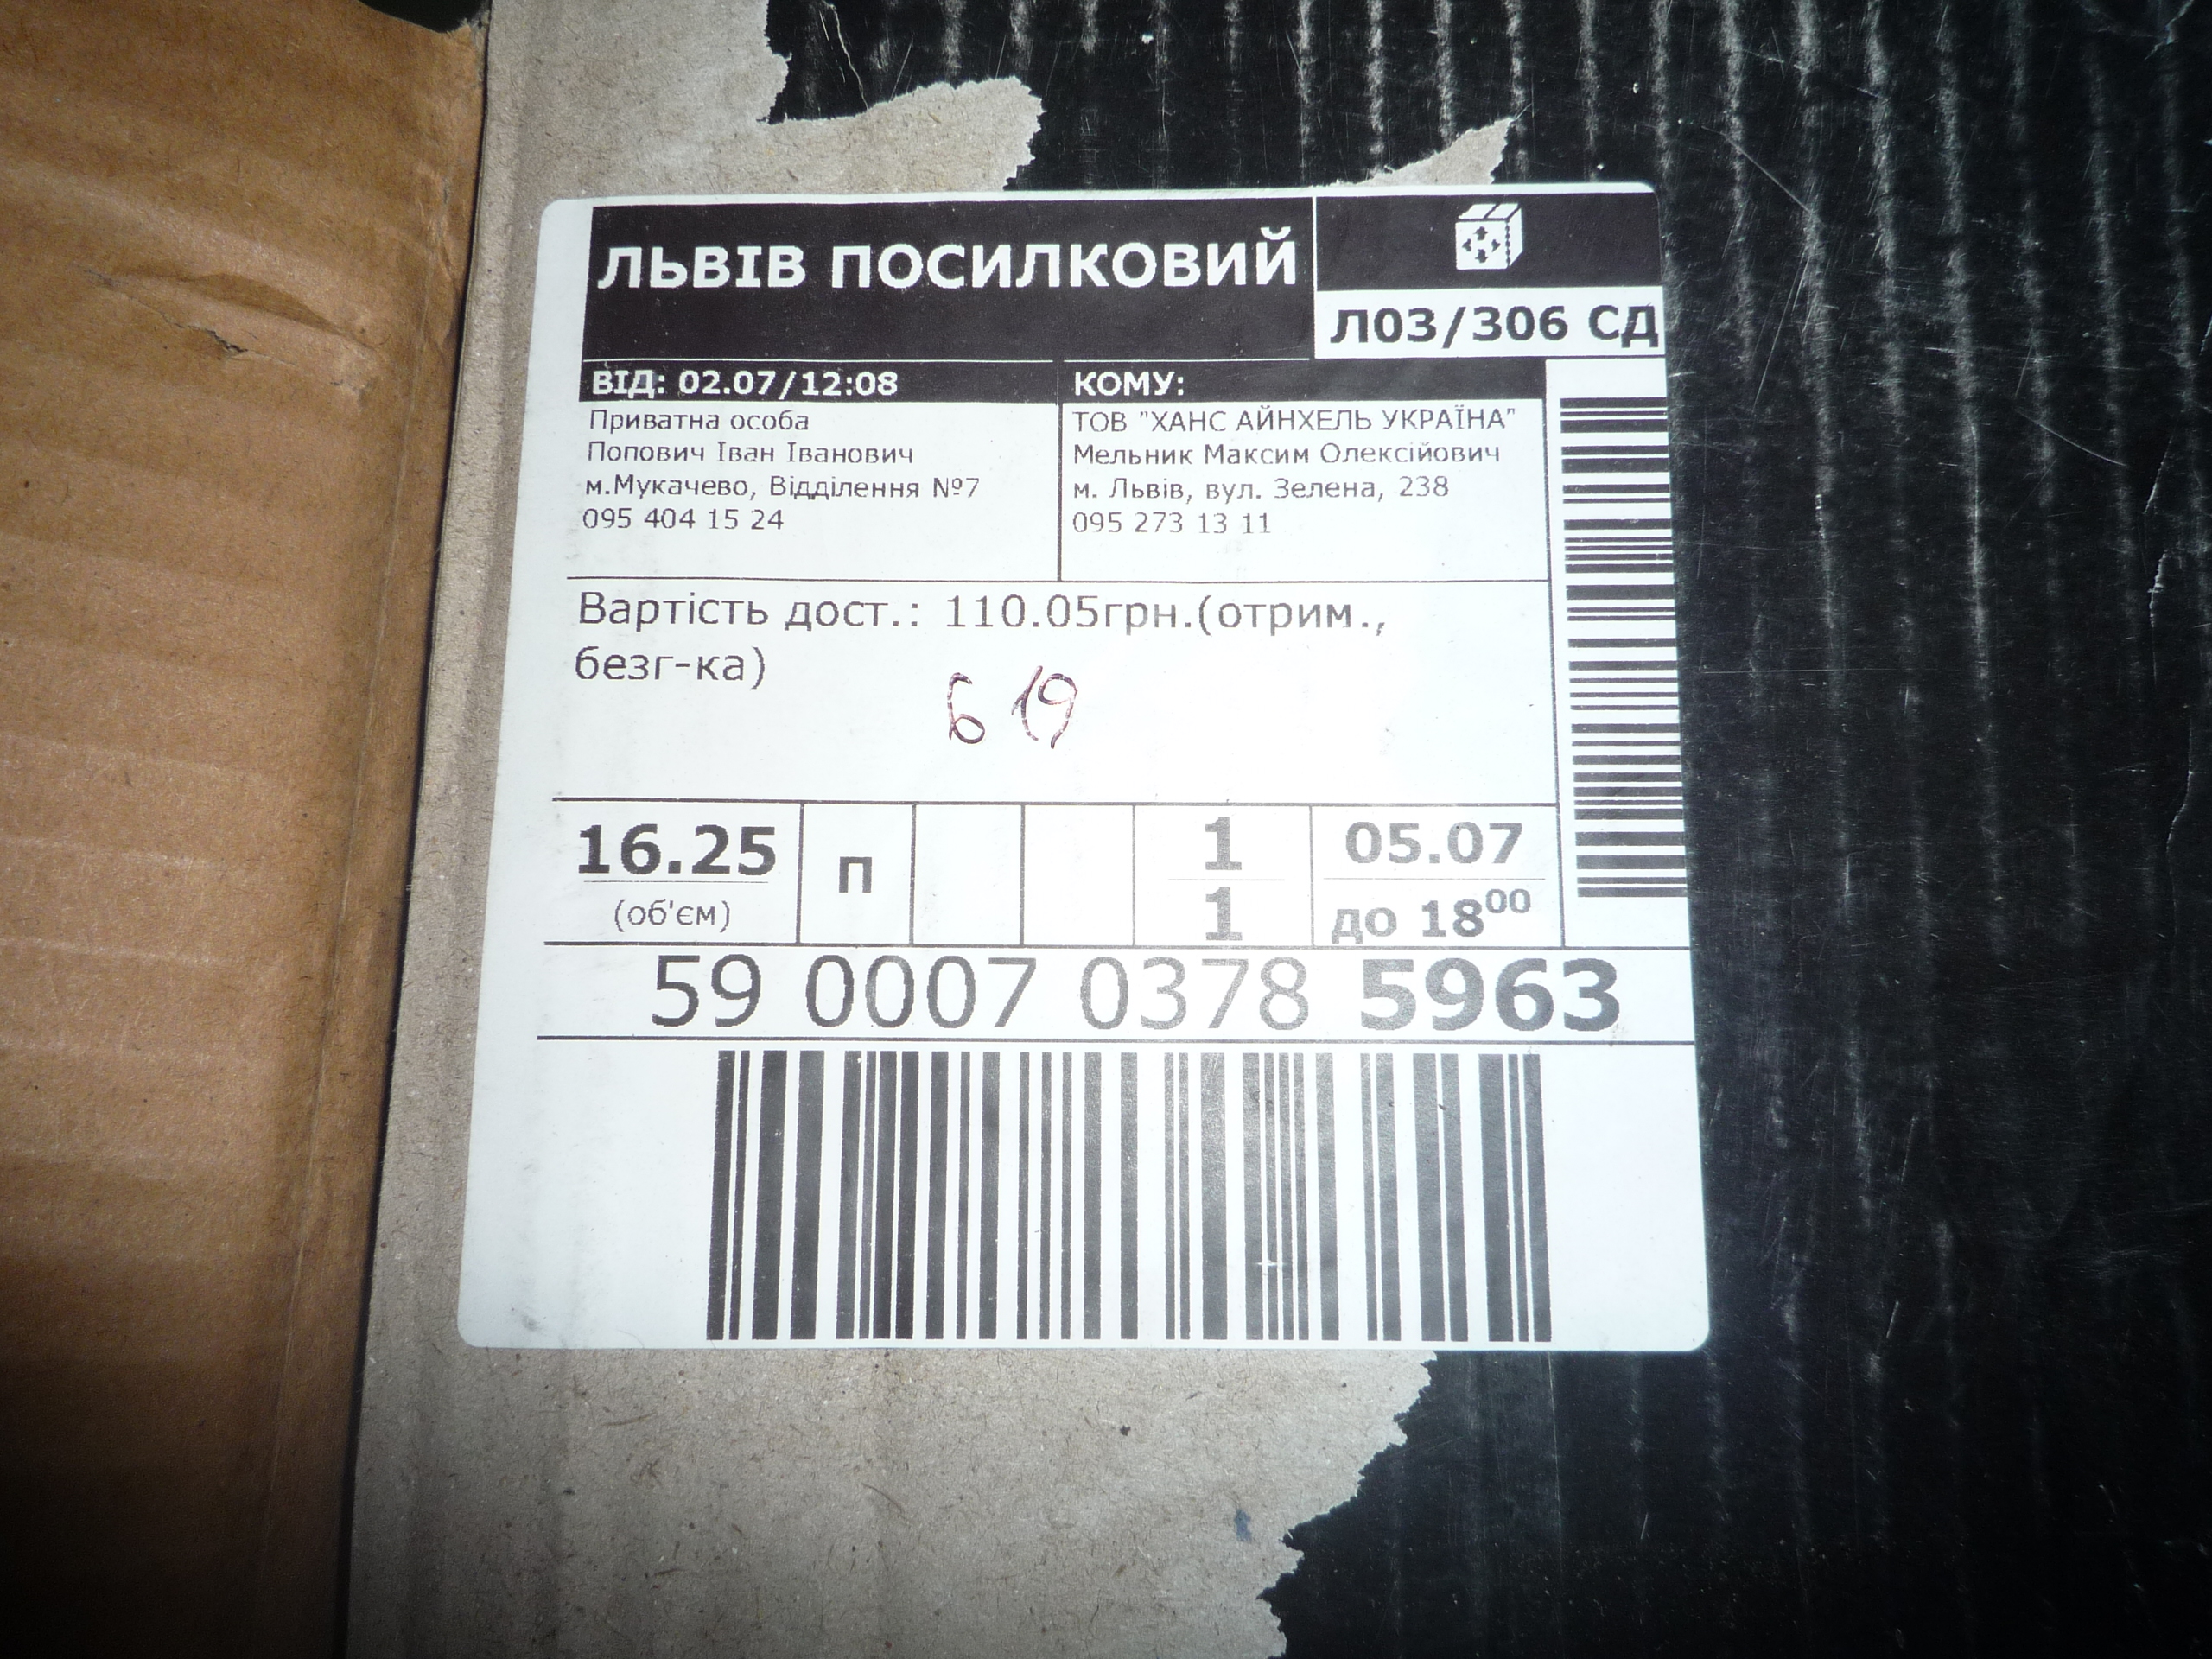 ЛЬВІВ ПОСИЛКОВИЙ
Л03/306 СД
ВІД: 02.07/12:08
Приватна особа
Попович Іван Іванович
м.Мукачево, Відділення №7
095 404 15 24
КОМУ:
ТОВ "ХАНС АЙНХЕЛЬ УКРАЇНА"
Мельник Максим Олексійович
м. Львів, вул. Зелена, 238
095 273 13 11
Вартість дост.: 110.05грн.(отрим.,
безг-ка)
6 19
16.25
(об'єм)
п
1
1
05.07
до 18⁰⁰
59 0007 0378 5963